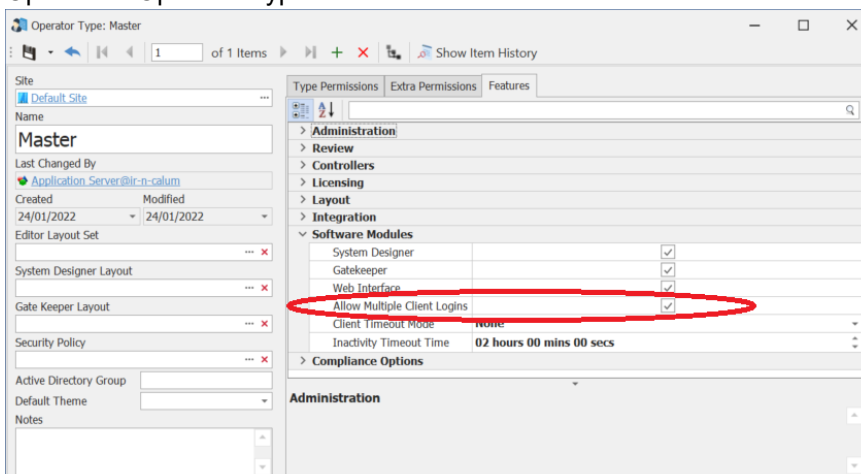 Operator Type: Master
1 of 1 Items Show Item History
Site
Default Site
Name
Master
Last Changed By
Application Server@ir-n-calum
Created Modified
24/01/2022 24/01/2022
Editor Layout Set
System Designer Layout
Gate Keeper Layout
Security Policy
Active Directory Group
Default Theme
Notes
Type Permissions Extra Permissions Features
Administration
Review
Controllers
Licensing
Layout
Integration
Software Modules
System Designer
Gatekeeper
Web Interface
Allow Multiple Client Logins
Client Timeout Mode None
Inactivity Timeout Time 02 hours 00 mins 00 secs
Compliance Options
Administration